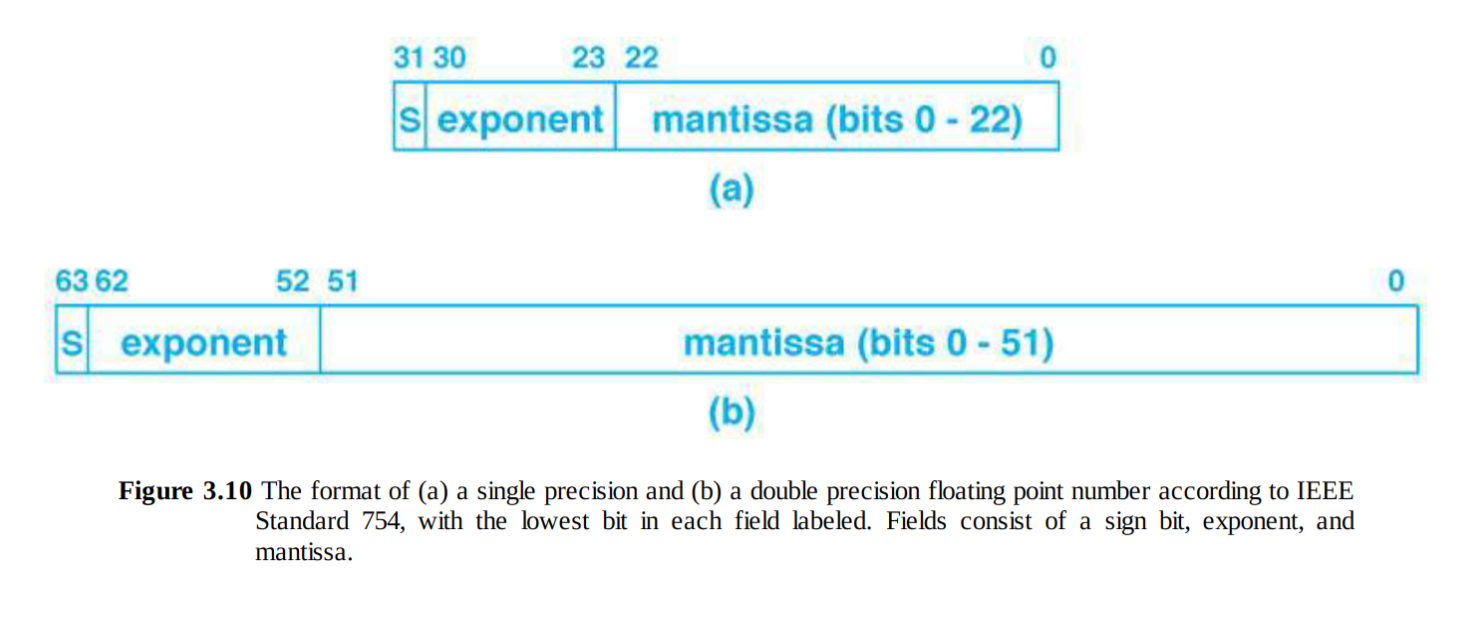 31 30 23 22 0
S exponent mantissa (bits 0 - 22)
(a)
63 62 52 51 0
S exponent mantissa (bits 0 - 51)
(b)
Figure 3.10 The format of (a) a single precision and (b) a double precision floating point number according to IEEE
Standard 754, with the lowest bit in each field labeled. Fields consist of a sign bit, exponent, and
mantissa.